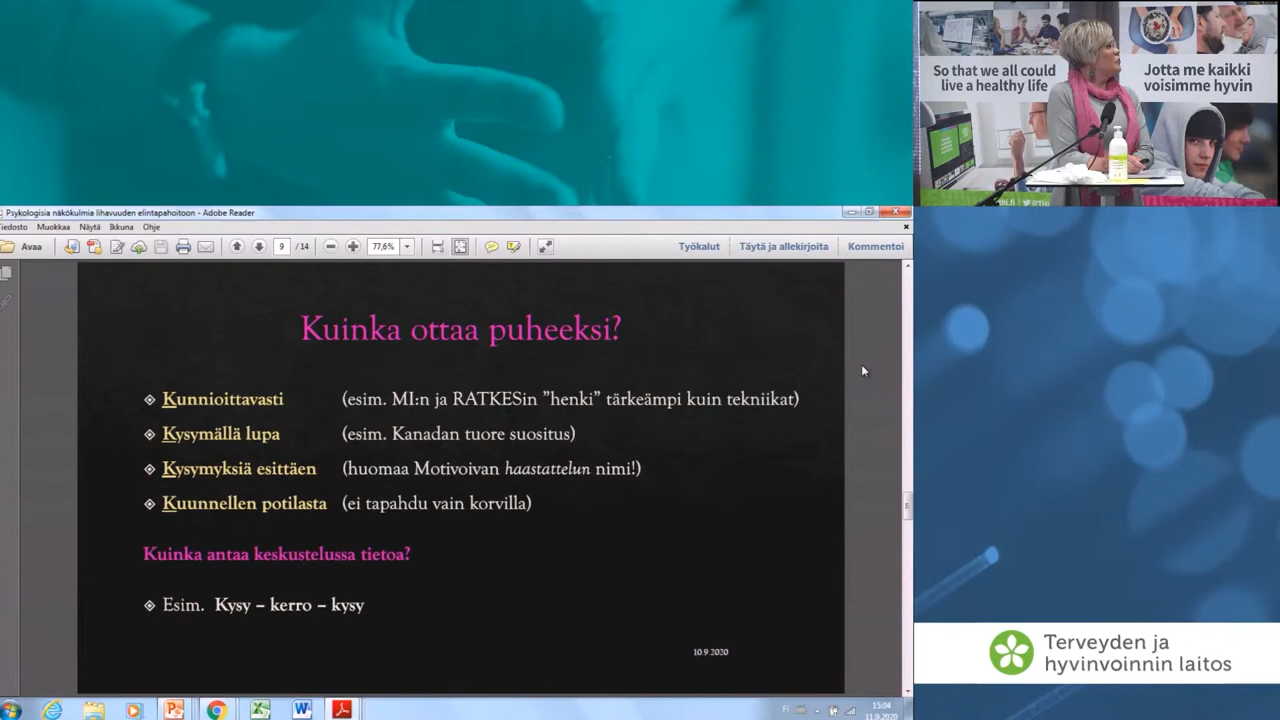 So that we all could
live a healthy life
Jotta me kaikki
voisimme hyvin
Psykologisia näkökulmia lihavuuden elintapahoitoon - Adobe Reader
Muokkaa Näytä Ikkuna Ohje
Avaa
9 / 14
77,6%
Työkalut Täytä ja allekirjoita Kommentoi
Kuinka ottaa puheeksi?
Kunnioittavasti (esim. MI:n ja RATKESin ”henki” tärkeämpi kuin tekniikat)
Kysymällä lupa (esim. Kanadan tuore suositus)
Kysymyksiä esittäen (huomaa Motivoivan haastattelun nimi!)
Kuunnellen potilasta (ei tapahdu vain korvilla)
Kuinka antaa keskustelussa tietoa?
Esim. Kysy – kerro – kysy
10.9.2020
Terveyden ja
hyvinvoinnin laitos
FI
15:04
11.9.2020